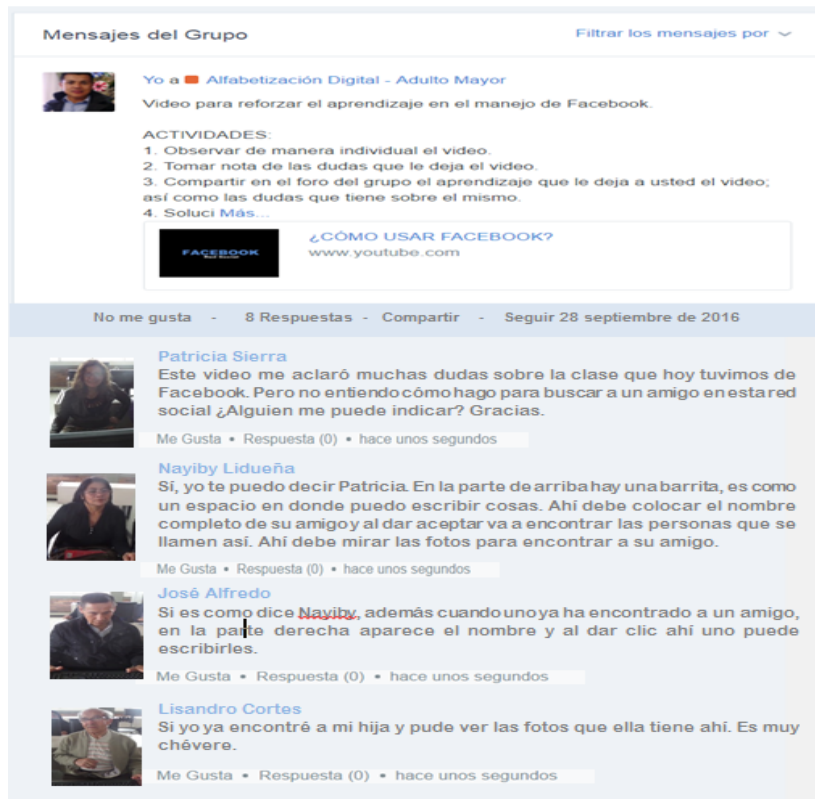 Mensajes del Grupo
Filtrar los mensajes por
Yo a Alfabetización Digital - Adulto Mayor
Video para reforzar el aprendizaje en el manejo de Facebook.
ACTIVIDADES:
1. Observar de manera individual el video.
2. Tomar nota de las dudas que le deja el video.
3. Compartir en el foro del grupo el aprendizaje que le deja a usted el video;
así como las dudas que tiene sobre el mismo.
4. Soluci Más...
FACEBOOK
¿CÓMO USAR FACEBOOK?
www.youtube.com
No me gusta - 8 Respuestas - Compartir - Seguir 28 septiembre de 2016
Patricia Sierra
Este video me aclaró muchas dudas sobre la clase que hoy tuvimos de
Facebook. Pero no entiendo cómo hago para buscar a un amigo en esta red
social ¿Alguien me puede indicar? Gracias.
Me Gusta • Respuesta (0) • hace unos segundos
Nayiby Lidueña
Sí, yo te puedo decir Patricia. En la parte de arriba hay una barrita, es como
un espacio en donde puedo escribir cosas. Ahí debe colocar el nombre
completo de su amigo y al dar aceptar va a encontrar las personas que se
llamen así. Ahí debe mirar las fotos para encontrar a su amigo.
Me Gusta • Respuesta (0) • hace unos segundos
José Alfredo
Si es como dice Nayiby, además cuando uno ya ha encontrado a un amigo,
en la parte derecha aparece el nombre y al dar clic ahí uno puede
escribirles.
Me Gusta • Respuesta (0) • hace unos segundos
Lisandro Cortes
Si yo ya encontré a mi hija y pude ver las fotos que ella tiene ahí. Es muy
chévere.
Me Gusta • Respuesta (0) • hace unos segundos